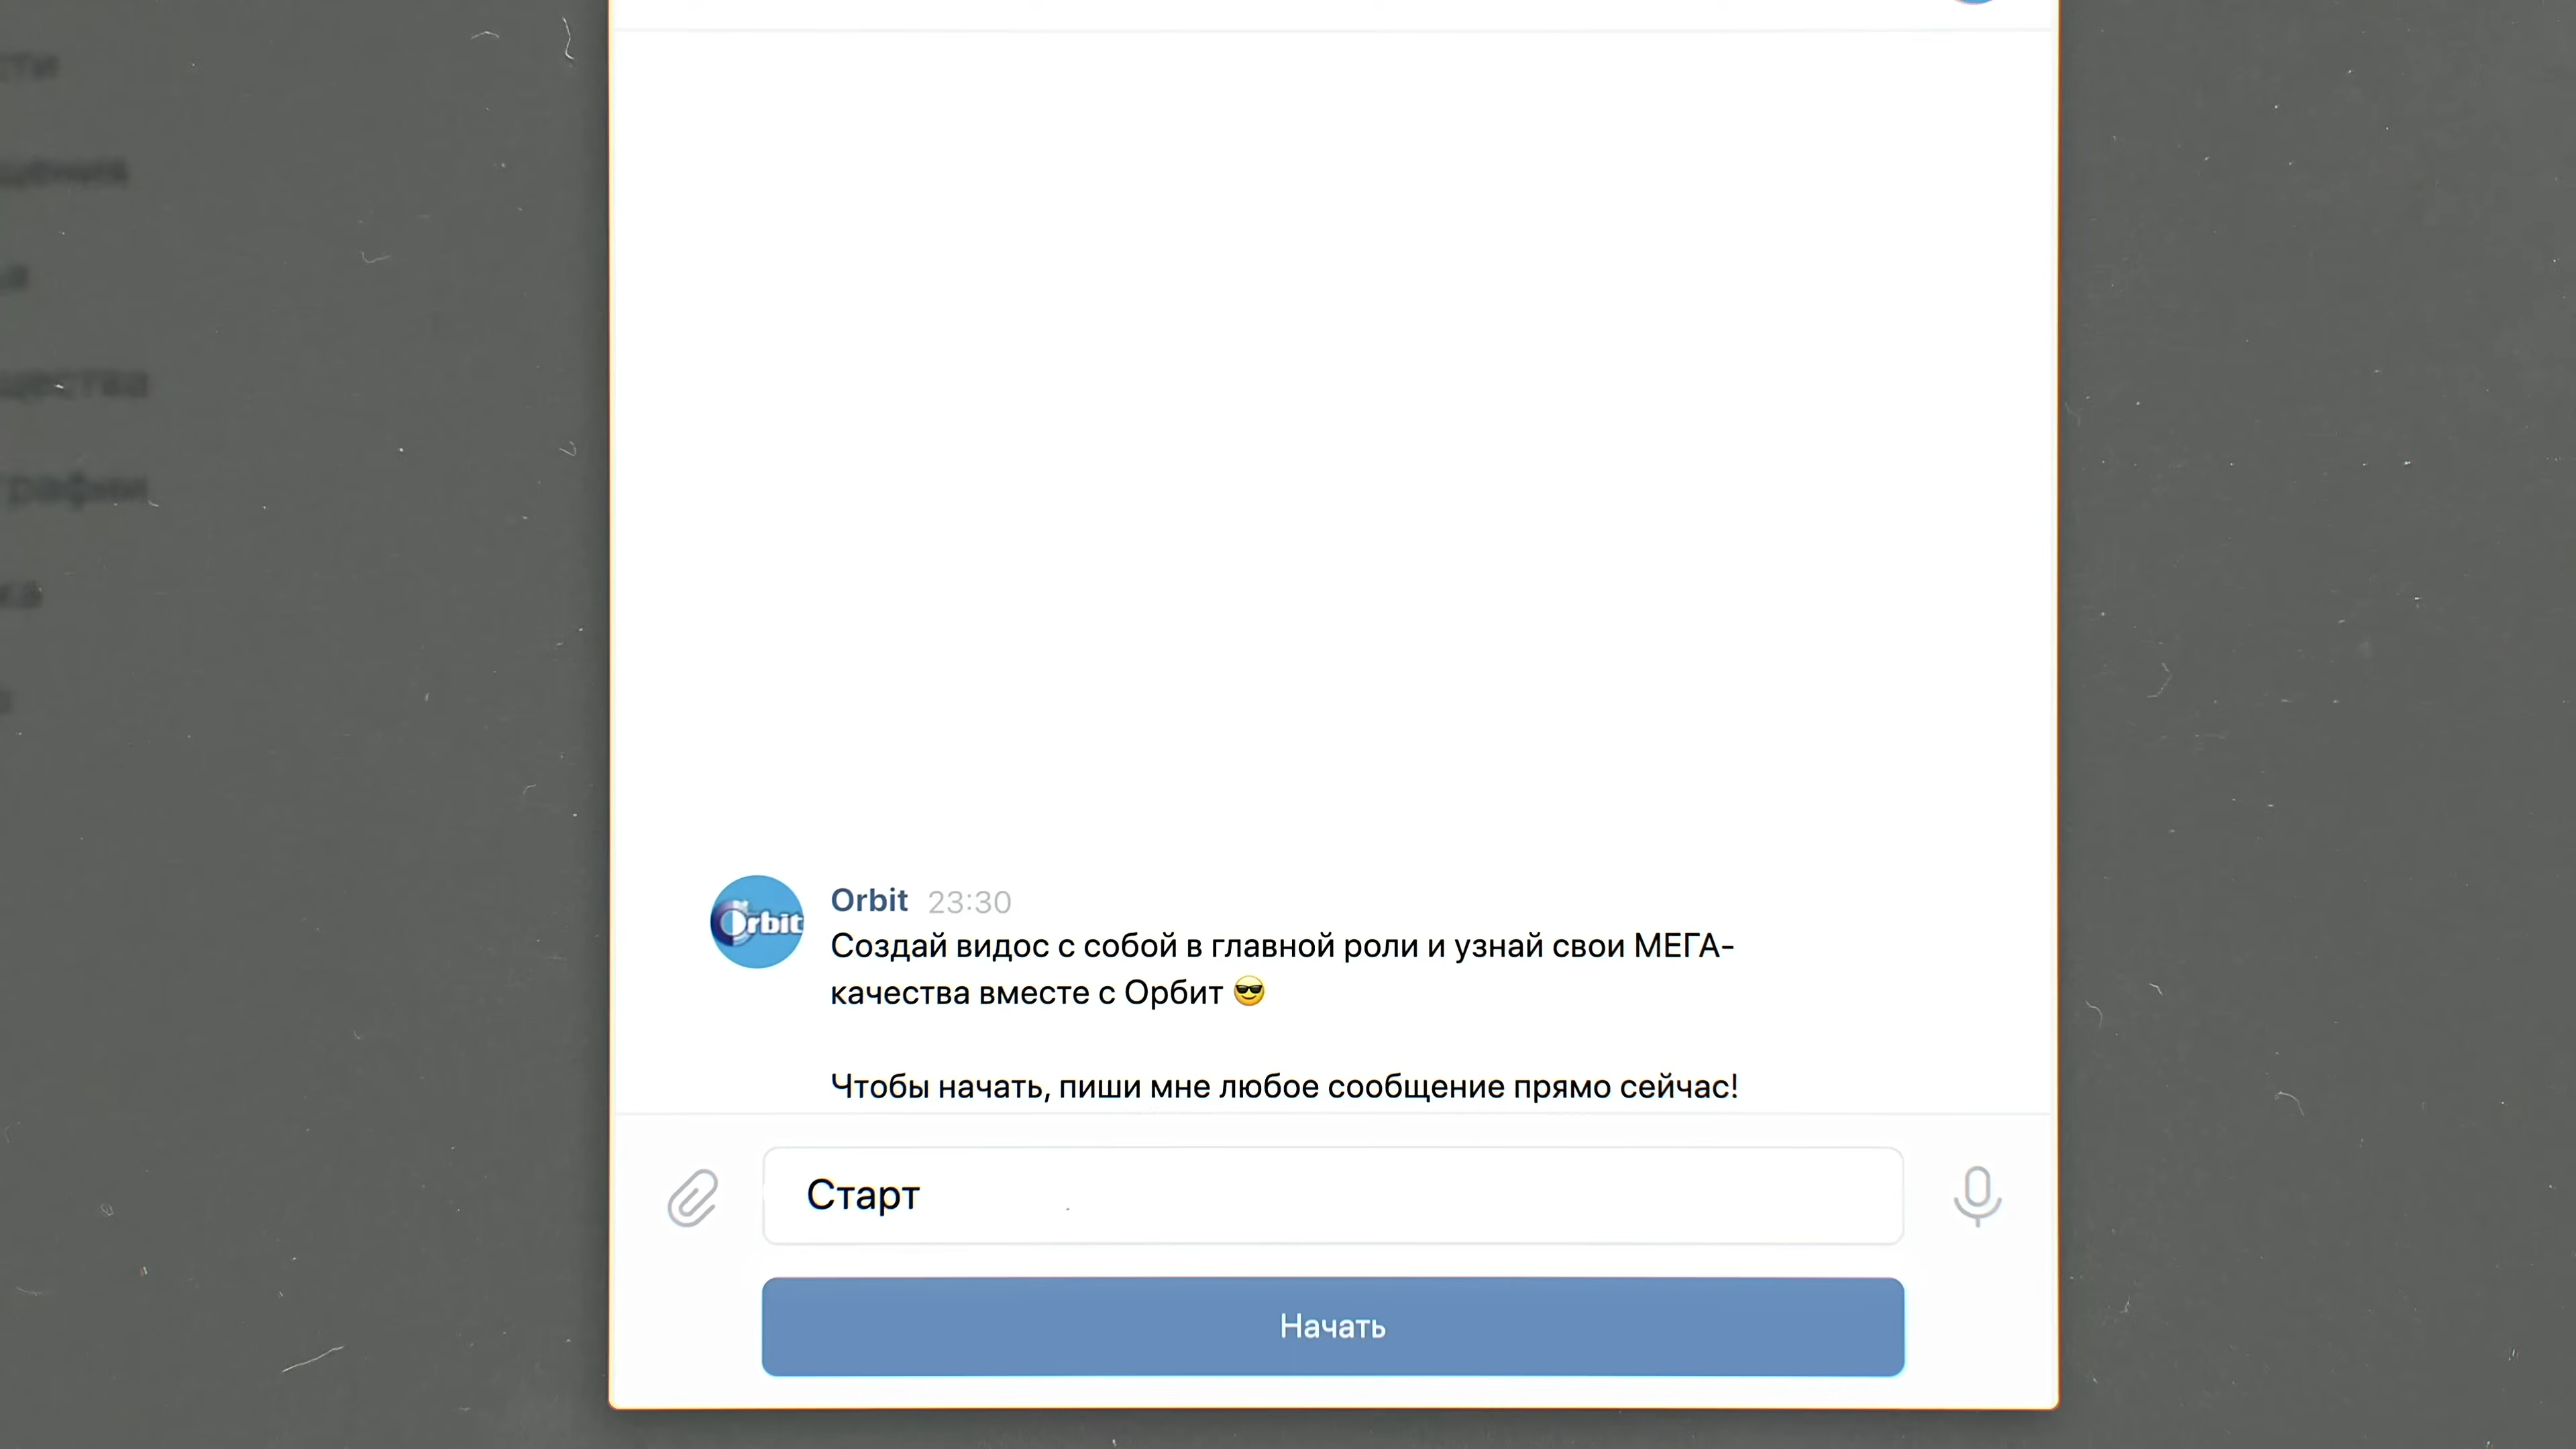 Orbit 23:30
Orbit
Создай видос с собой в главной роли и узнай свои МЕГА-
качества вместе с Орбит 😎
Чтобы начать, пиши мне любое сообщение прямо сейчас!
Старт
Начать